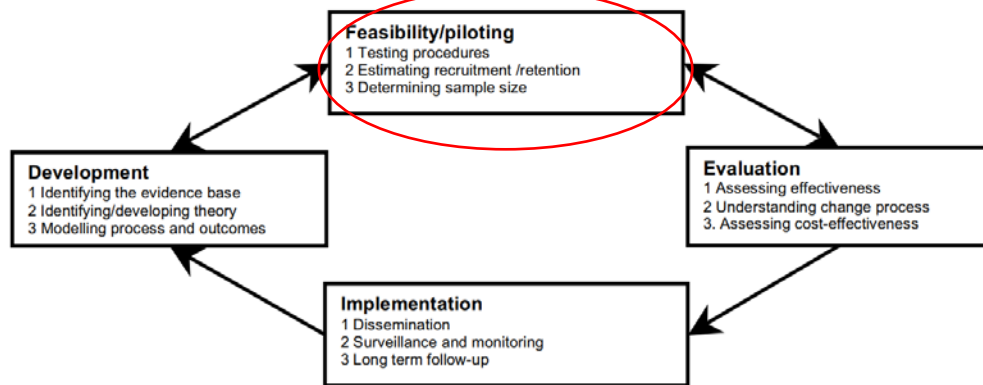 Feasibility/piloting
1 Testing procedures
2 Estimating recruitment /retention
3 Determining sample size
Development
1 Identifying the evidence base
2 Identifying/developing theory
3 Modelling process and outcomes
Evaluation
1 Assessing effectiveness
2 Understanding change process
3. Assessing cost-effectiveness
Implementation
1 Dissemination
2 Surveillance and monitoring
3 Long term follow-up